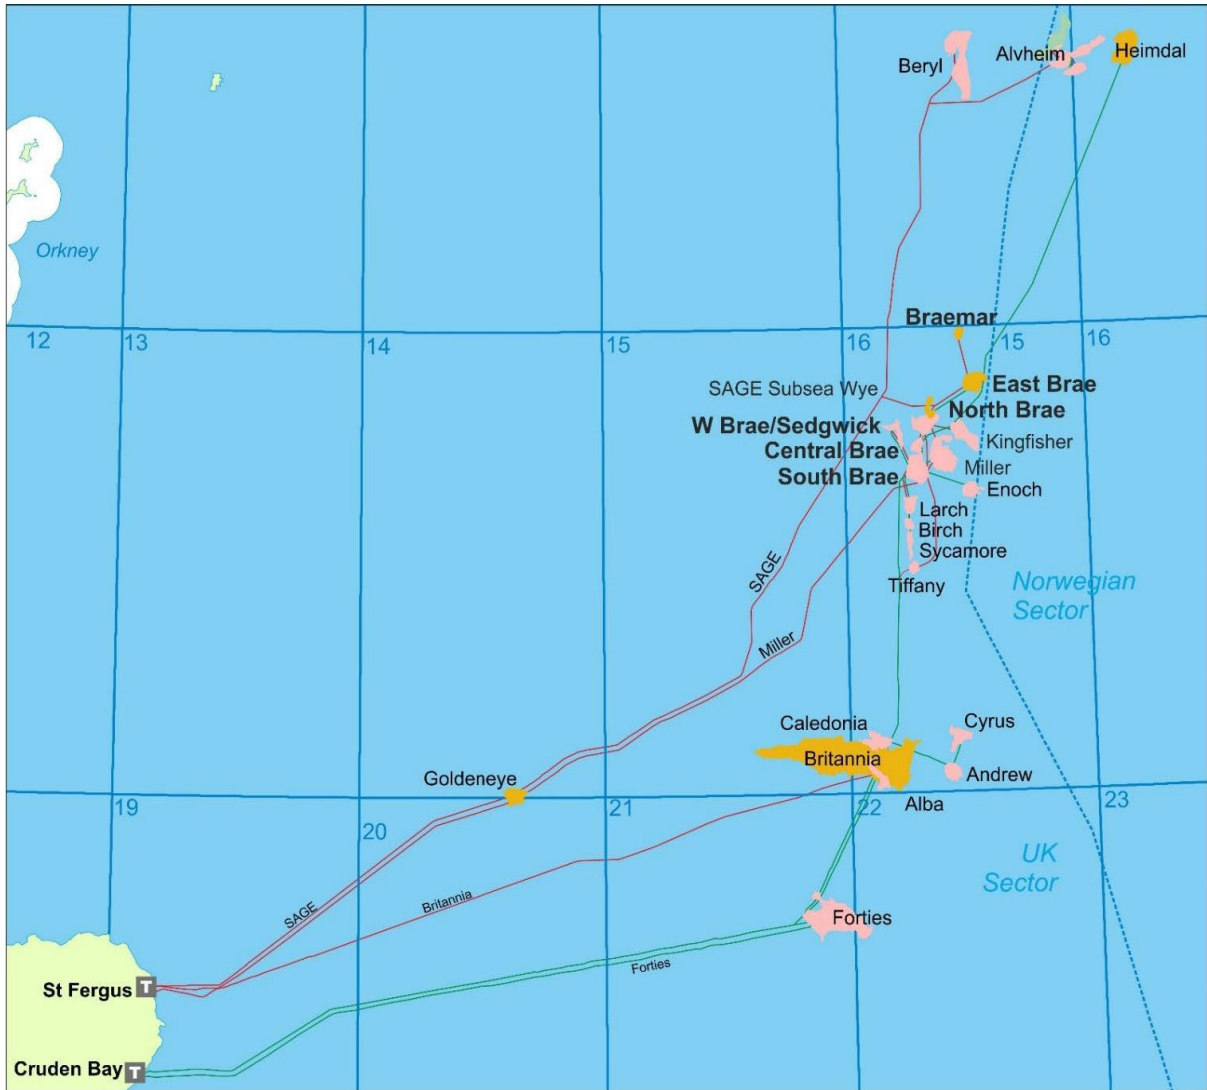 Beryl
Alvheim
Heimdal
Orkney
12
13
14
15
16
15
16
Braemar
SAGE Subsea Wye
East Brae
North Brae
W Brae/Sedgwick
Kingfisher
Central Brae
Miller
South Brae
Enoch
Larch
Birch
Sycamore
Tiffany
SAGE
Norwegian
Sector
Miller
Caledonia
Cyrus
Britannia
Goldeneye
Andrew
Alba
19
20
21
22
23
UK
Sector
SAGE
Britannia
Forties
Forties
St Fergus T
Cruden Bay T